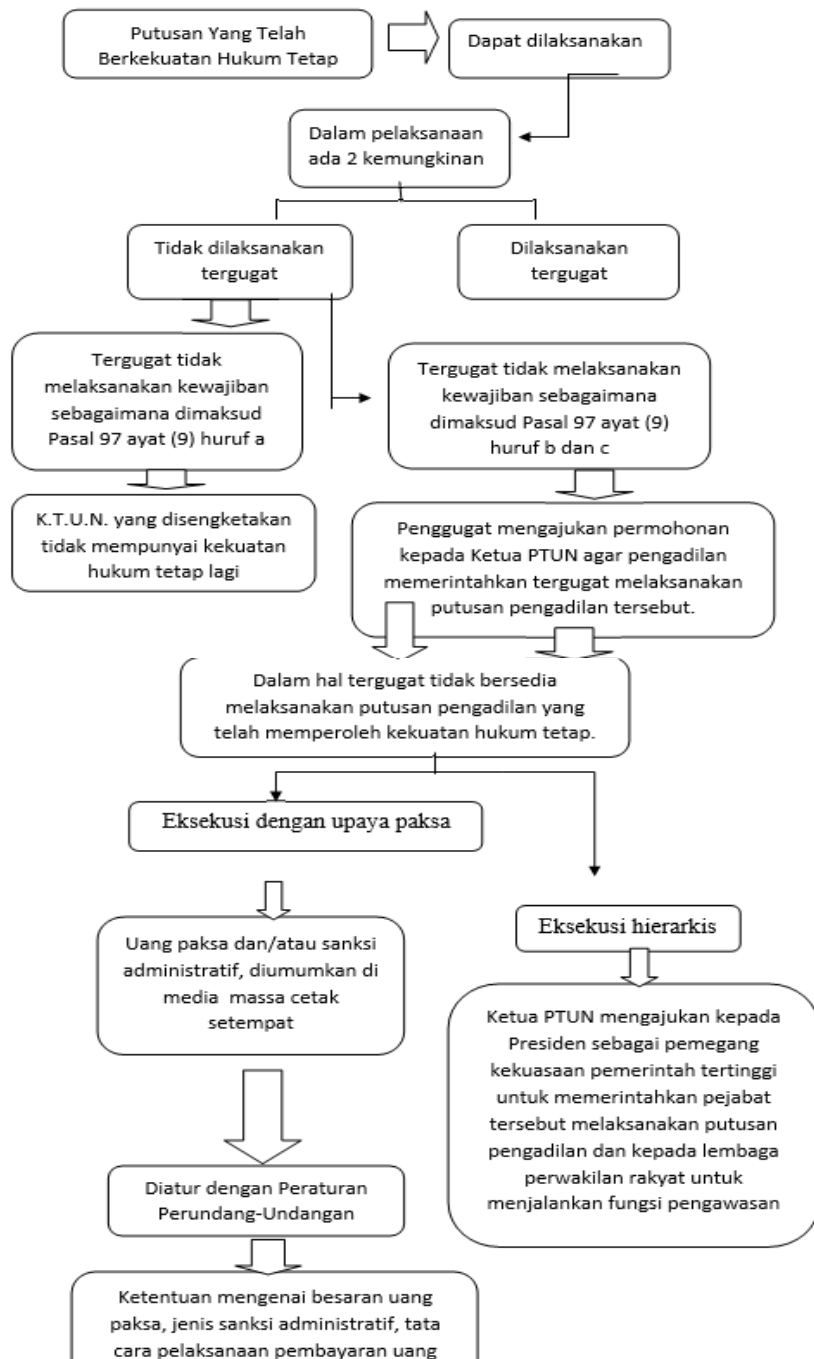 Putusan Yang Telah
Berkekuatan Hukum Tetap
Dapat dilaksanakan
Dalam pelaksanaan
ada 2 kemungkinan
Tidak dilaksanakan
tergugat
Dilaksanakan
tergugat
Tergugat tidak
melaksanakan kewajiban
sebagaimana dimaksud
Pasal 97 ayat (9) huruf a
Tergugat tidak melaksanakan
kewajiban sebagaimana
dimaksud Pasal 97 ayat (9)
huruf b dan c
K.T.U.N. yang disengketakan
tidak mempunyai kekuatan
hukum tetap lagi
Penggugat mengajukan permohonan
kepada Ketua PTUN agar pengadilan
memerintahkan tergugat melaksanakan
putusan pengadilan tersebut.
Dalam hal tergugat tidak bersedia
melaksanakan putusan pengadilan yang
telah memperoleh kekuatan hukum tetap.
Eksekusi dengan upaya paksa
Eksekusi hierarkis
Uang paksa dan/atau sanksi
administratif, diumumkan di
media massa cetak
setempat
Ketua PTUN mengajukan kepada
Presiden sebagai pemegang
kekuasaan pemerintah tertinggi
untuk memerintahkan pejabat
tersebut melaksanakan putusan
pengadilan dan kepada lembaga
perwakilan rakyat untuk
menjalankan fungsi pengawasan
Diatur dengan Peraturan
Perundang-Undangan
Ketentuan mengenai besaran uang
paksa, jenis sanksi administratif, tata
cara pelaksanaan pembayaran uang